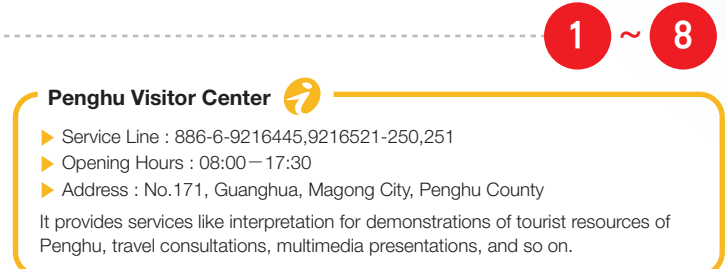 1 ~ 8
Penghu Visitor Center
Service Line : 886-6-9216445,9216521-250,251
Opening Hours : 08:00－17:30
Address : No.171, Guanghua, Magong City, Penghu County
It provides services like interpretation for demonstrations of tourist resources of
Penghu, travel consultations, multimedia presentations, and so on.